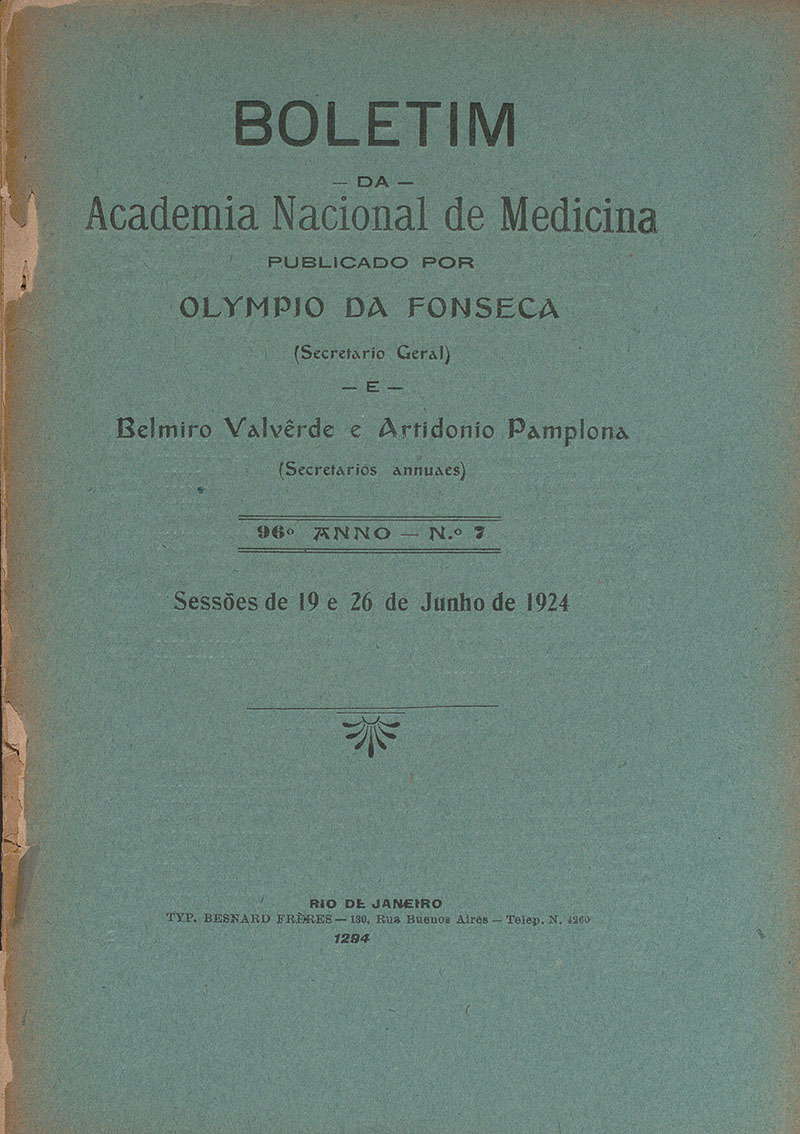 BOLETIM
— DA —
Academia Nacional de Medicina
PUBLICADO POR
OLYMPIO DA FONSECA
(Secretario Geral)
— E —
Belmiro Valvêrde e Artidonio Pamplona
(Secretarios annuaes)
96º ANNO — N.º 7
Sessões de 19 e 26 de Junho de 1924
RIO DE JANEIRO
TYP. BESNARD FRÈRES — 130, Rua Buenos Aires — Telep. N. 4260
1294